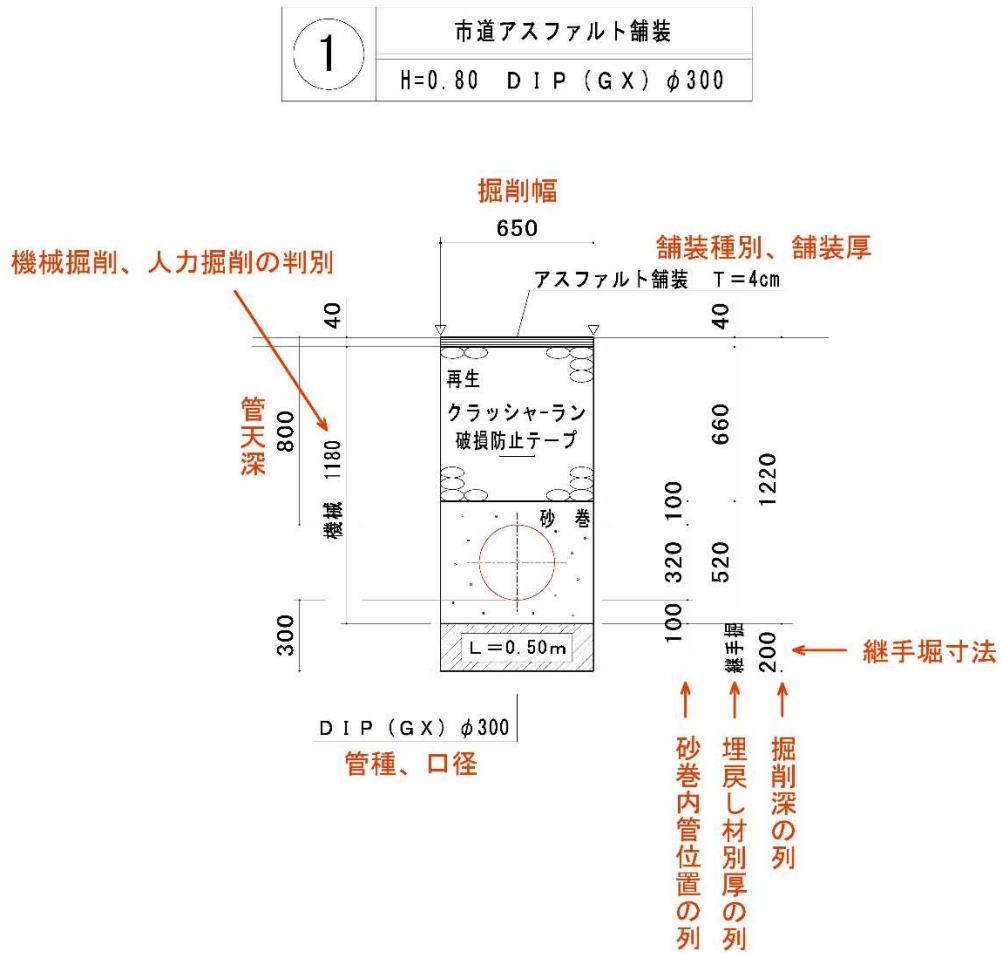 1
市道アスファルト舗装
H=0.80 DIP(GX)φ300
掘削幅
650
舗装種別、舗装厚
機械掘削、人力掘削の判別
アスファルト舗装 T=4cm
40
40
再生
クラッシャーラン
破損防止テープ
管天深
800
機械 1180
660
1220
100
砂 巻
320
520
100
300
L=0.50m
継手掘
200
継手堀寸法
DIP(GX)φ300
管種、口径
砂巻内管位置の列
埋戻し材別厚の列
掘削深の列